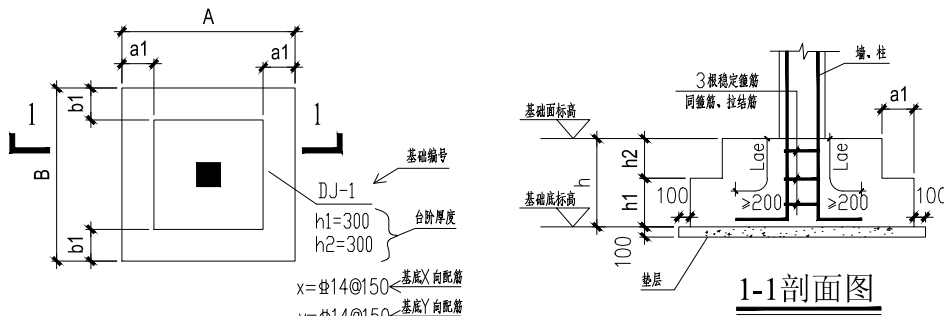 A
a1
a1
b1
1
1
B
b1
基础编号
DJ-1
h1=300
h2=300
台阶厚度
x=⌀14@150
基底X向配筋
y=⌀14@150
基底Y向配筋
墙、柱
3根稳定箍筋
同箍筋、拉结筋
a1
基础面标高
h
h2
h1
Lae
Lae
100
≥200
≥200
100
基础底标高
100
垫层
1-1剖面图